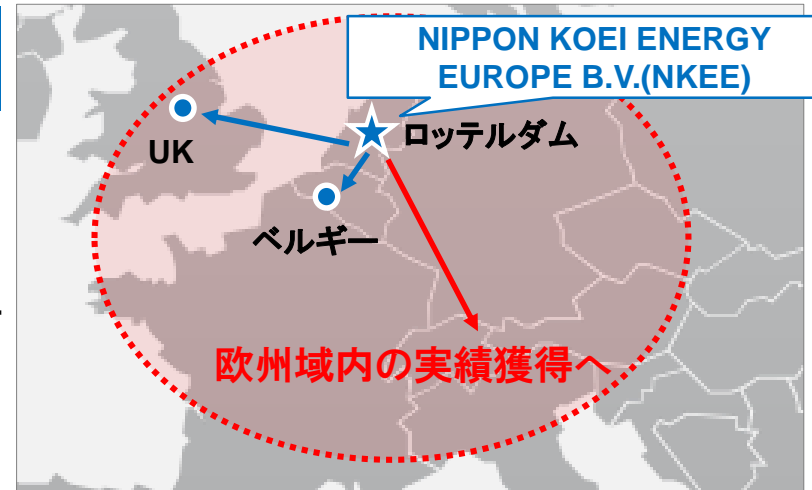 NIPPON KOEI ENERGY
EUROPE B.V.(NKEE)
ロッテルダム
UK
ベルギー
欧州域内の実績獲得へ